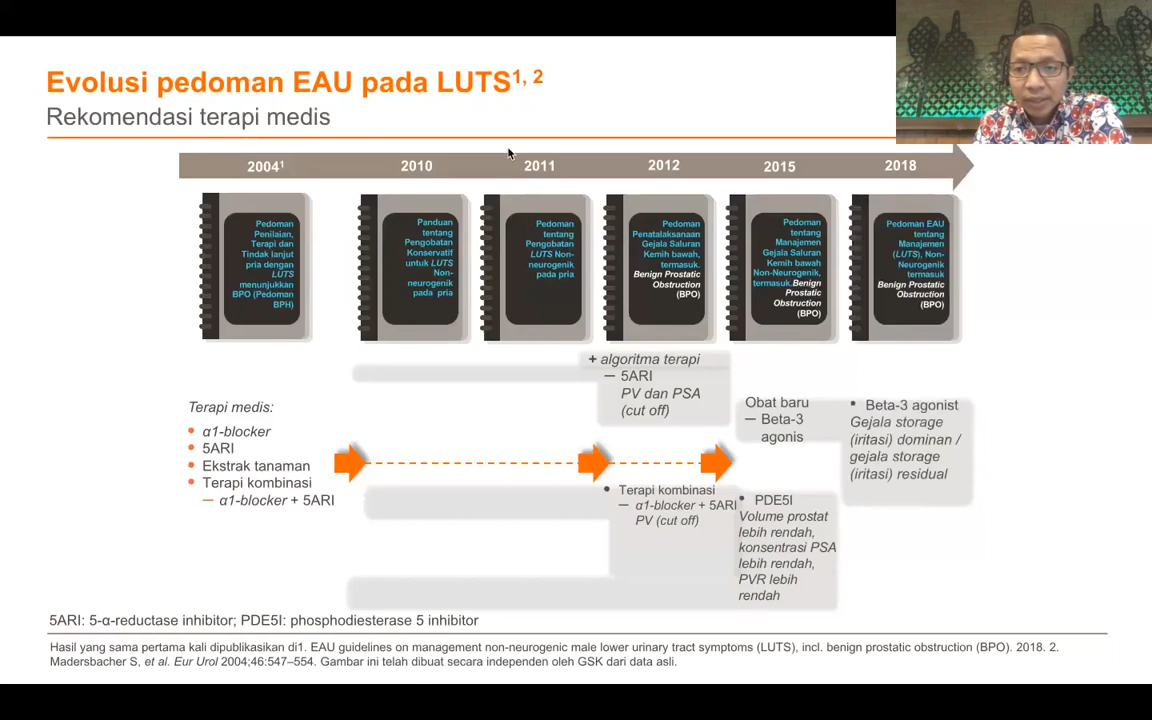 Evolusi pedoman EAU pada LUTS1, 2
Rekomendasi terapi medis
2004¹
2010
2011
2012
2015
2018
Pedoman
Penilaian,
Terapi dan
Tindak lanjut
pria dengan
LUTS
menunjukkan
BPO (Pedoman
BPH)
Panduan
tentang
Pengobatan
Konservatif
untuk LUTS
Non-
neurogenik
pada pria
Pedoman
tentang
Pengobatan
LUTS Non-
neurogenik
pada pria
Pedoman
Penatalaksanaan
Gejala Saluran
Kemih bawah,
termasuk.
Benign Prostatic
Obstruction
(BPO)
Pedoman
tentang
Manajemen
Gejala Saluran
Kemih bawah
Non-Neurogenik,
termasuk.Benign
Prostatic
Obstruction
(BPO)
Pedoman EAU
tentang
Manajemen
(LUTS), Non-
Neurogenik
termasuk
Benign Prostatic
Obstruction
(BPO)
Terapi medis:
• α1-blocker
• 5ARI
• Ekstrak tanaman
• Terapi kombinasi
– α1-blocker + 5ARI
+ algoritma terapi
– 5ARI
PV dan PSA
(cut off)
• Terapi kombinasi
– α1-blocker + 5ARI
PV (cut off)
Obat baru
– Beta-3
agonis
• PDE5I
Volume prostat
lebih rendah,
konsentrasi PSA
lebih rendah,
PVR lebih
rendah
• Beta-3 agonist
Gejala storage
(iritasi) dominan /
gejala storage
(iritasi) residual
5ARI: 5-α-reductase inhibitor; PDE5I: phosphodiesterase 5 inhibitor
Hasil yang sama pertama kali dipublikasikan di1. EAU guidelines on management non-neurogenic male lower urinary tract symptoms (LUTS), incl. benign prostatic obstruction (BPO). 2018. 2.
Madersbacher S, et al. Eur Urol 2004;46:547–554. Gambar ini telah dibuat secara independen oleh GSK dari data asli.